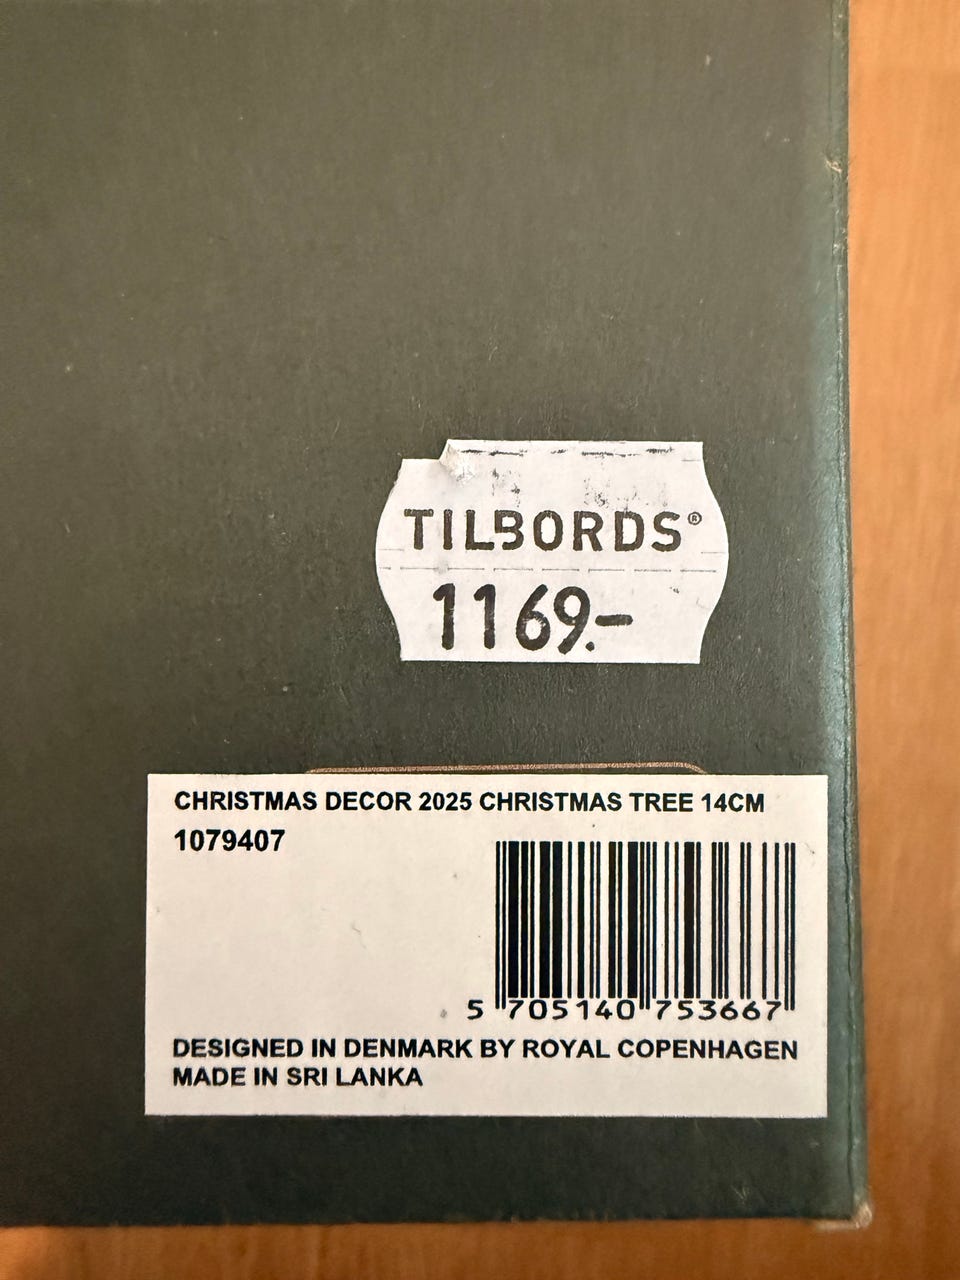 TILBORDS®
1169.-
CHRISTMAS DECOR 2025 CHRISTMAS TREE 14CM
1079407
5 705140 753667
DESIGNED IN DENMARK BY ROYAL COPENHAGEN
MADE IN SRI LANKA